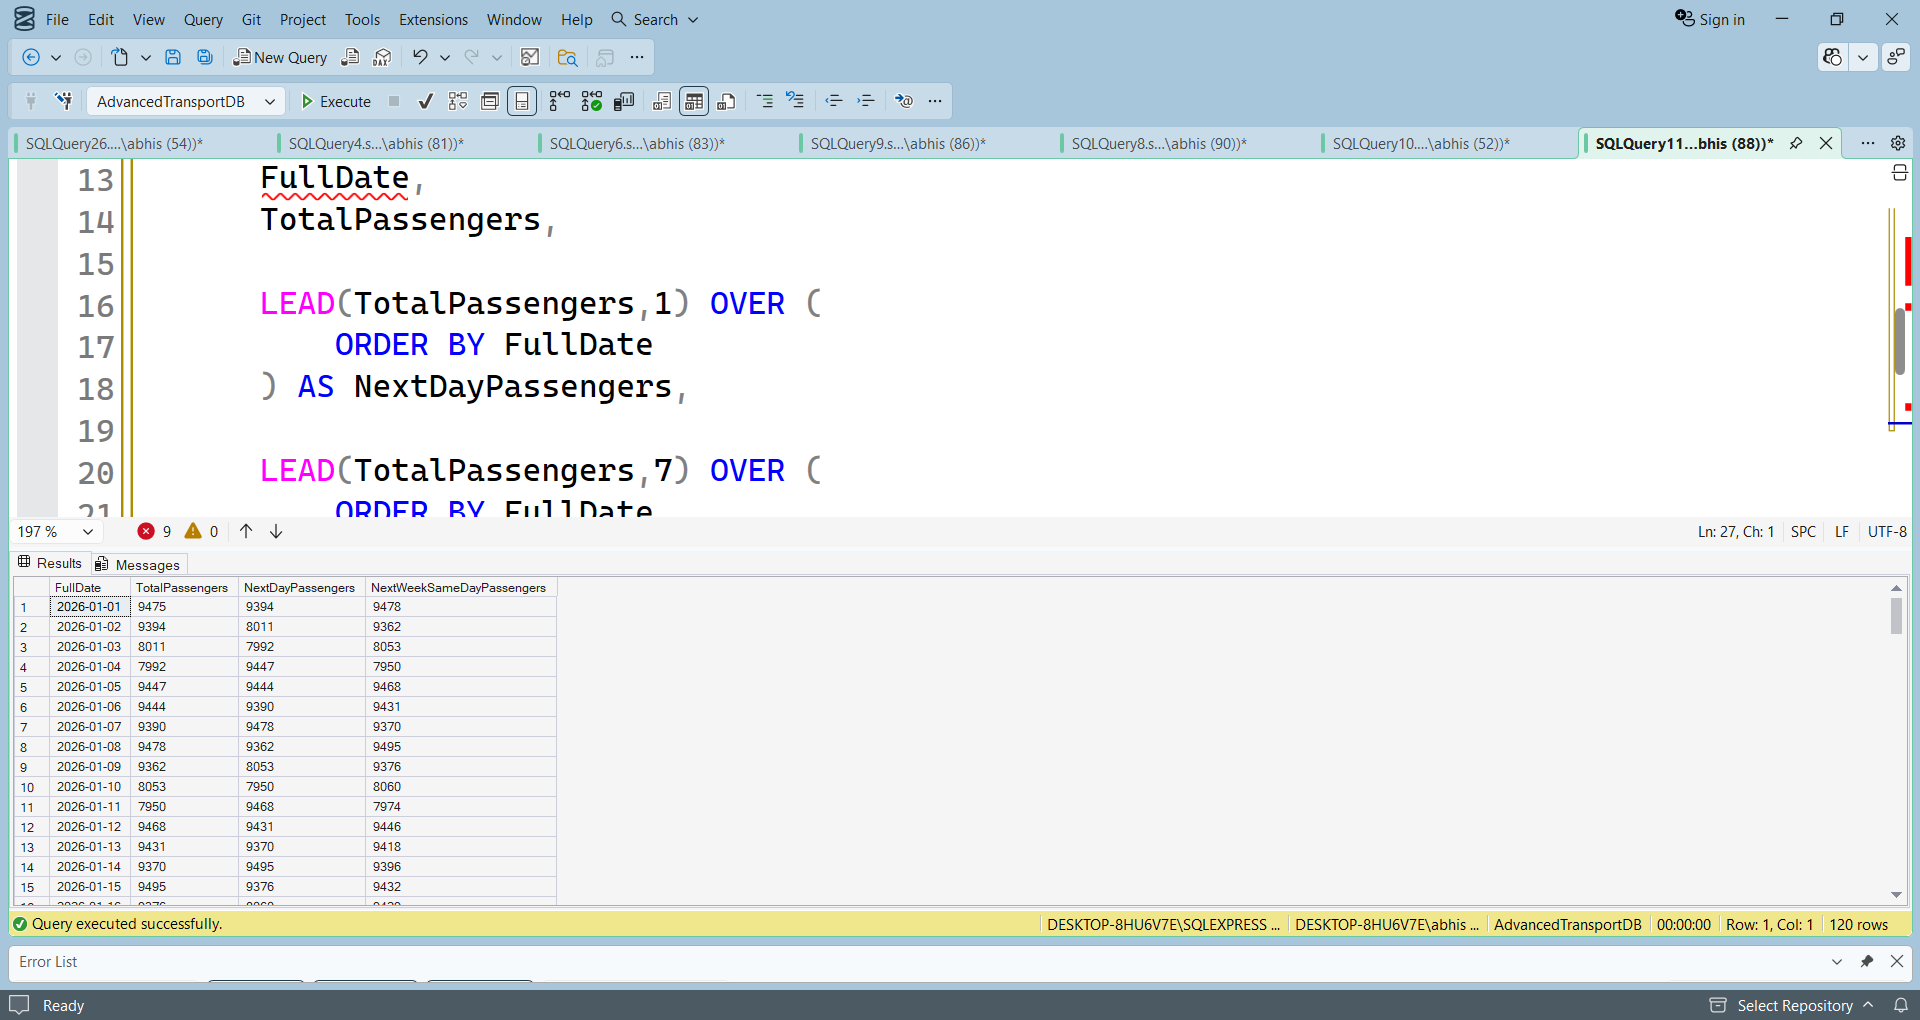 File Edit View Query Git Project Tools Extensions Window Help Search Sign in
New Query DAX
AdvancedTransportDB Execute
SQLQuery26....\abhis (54))* SQLQuery4.s...\abhis (81))* SQLQuery6.s...\abhis (83))* SQLQuery9.s...\abhis (86))* SQLQuery8.s...\abhis (90))* SQLQuery10....\abhis (52))* SQLQuery11...bhis (88))*
13 FullDate,
14 TotalPassengers,
15
16 LEAD(TotalPassengers,1) OVER (
17 ORDER BY FullDate
18 ) AS NextDayPassengers,
19
20 LEAD(TotalPassengers,7) OVER (
21 ORDER BY FullDate
197 % 9 0 Ln: 27, Ch: 1 SPC LF UTF-8
Results Messages
FullDate TotalPassengers NextDayPassengers NextWeekSameDayPassengers
1 2026-01-01 9475 9394 9478
2 2026-01-02 9394 8011 9362
3 2026-01-03 8011 7992 8053
4 2026-01-04 7992 9447 7950
5 2026-01-05 9447 9444 9468
6 2026-01-06 9444 9390 9431
7 2026-01-07 9390 9478 9370
8 2026-01-08 9478 9362 9495
9 2026-01-09 9362 8053 9376
10 2026-01-10 8053 7950 8060
11 2026-01-11 7950 9468 7974
12 2026-01-12 9468 9431 9446
13 2026-01-13 9431 9370 9418
14 2026-01-14 9370 9495 9396
15 2026-01-15 9495 9376 9432
Query executed successfully. DESKTOP-8HU6V7E\SQLEXPRESS ... DESKTOP-8HU6V7E\abhis ... AdvancedTransportDB 00:00:00 Row: 1, Col: 1 120 rows
Error List
Ready Select Repository